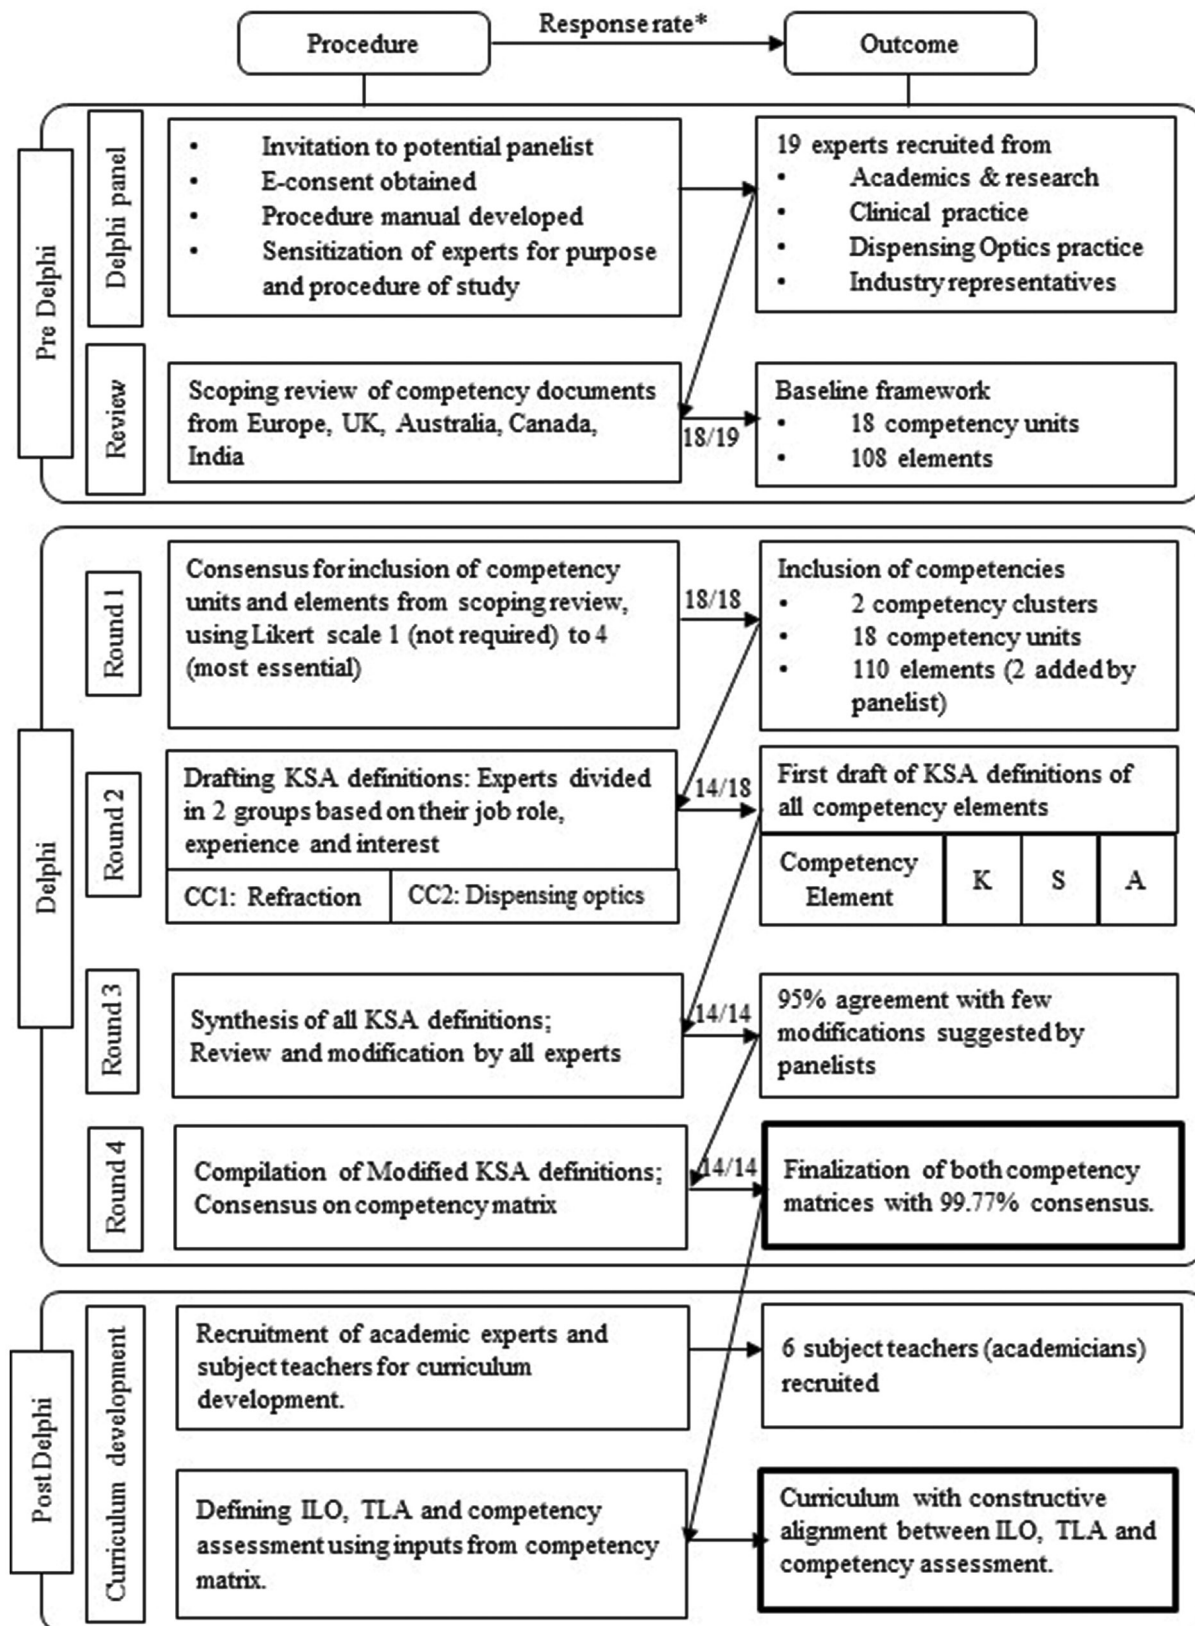 Procedure
Response rate*
Outcome
Pre Delphi
Delphi panel
• Invitation to potential panelist
• E-consent obtained
• Procedure manual developed
• Sensitization of experts for purpose
and procedure of study
19 experts recruited from
• Academics & research
• Clinical practice
• Dispensing Optics practice
• Industry representatives
Review
Scoping review of competency documents
from Europe, UK, Australia, Canada,
India
18/19
Baseline framework
• 18 competency units
• 108 elements
Delphi
Round 1
Consensus for inclusion of competency
units and elements from scoping review,
using Likert scale 1 (not required) to 4
(most essential)
18/18
Inclusion of competencies
• 2 competency clusters
• 18 competency units
• 110 elements (2 added by
panelist)
Round 2
Drafting KSA definitions: Experts divided
in 2 groups based on their job role,
experience and interest
CC1: Refraction
CC2: Dispensing optics
14/18
First draft of KSA definitions of
all competency elements
Competency
Element
K
S
A
Round 3
Synthesis of all KSA definitions;
Review and modification by all experts
14/14
95% agreement with few
modifications suggested by
panelists
Round 4
Compilation of Modified KSA definitions;
Consensus on competency matrix
14/14
Finalization of both competency
matrices with 99.77% consensus.
Post Delphi
Curriculum development
Recruitment of academic experts and
subject teachers for curriculum
development.
6 subject teachers (academicians)
recruited
Defining ILO, TLA and competency
assessment using inputs from competency
matrix.
Curriculum with constructive
alignment between ILO, TLA and
competency assessment.